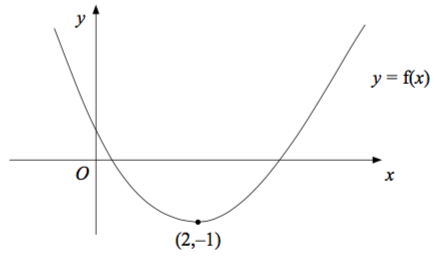 y
y = f(x)
O
x
(2,–1)